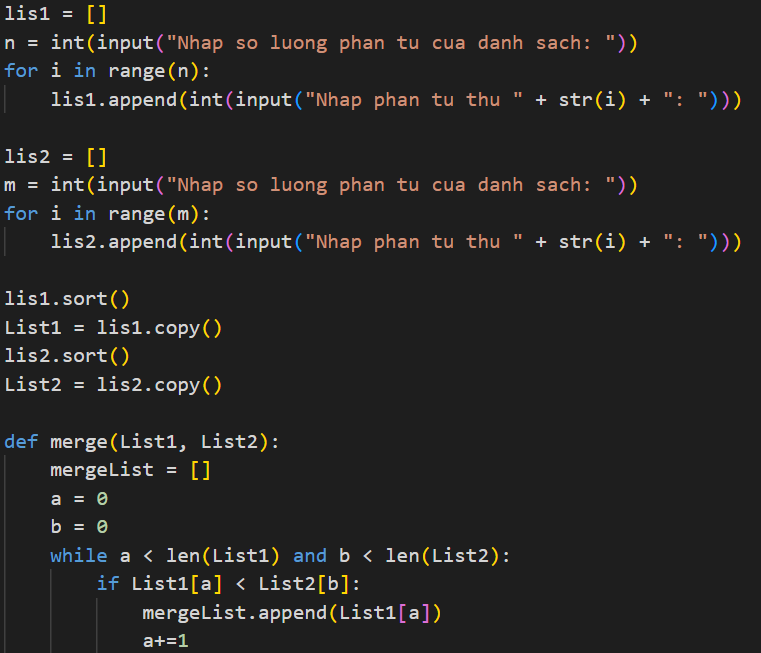 lis1 = []
n = int(input("Nhap so luong phan tu cua danh sach: "))
for i in range(n):
    lis1.append(int(input("Nhap phan tu thu " + str(i) + ": ")))

lis2 = []
m = int(input("Nhap so luong phan tu cua danh sach: "))
for i in range(m):
    lis2.append(int(input("Nhap phan tu thu " + str(i) + ": ")))

lis1.sort()
List1 = lis1.copy()
lis2.sort()
List2 = lis2.copy()

def merge(List1, List2):
    mergeList = []
    a = 0
    b = 0
    while a < len(List1) and b < len(List2):
        if List1[a] < List2[b]:
            mergeList.append(List1[a])
            a+=1